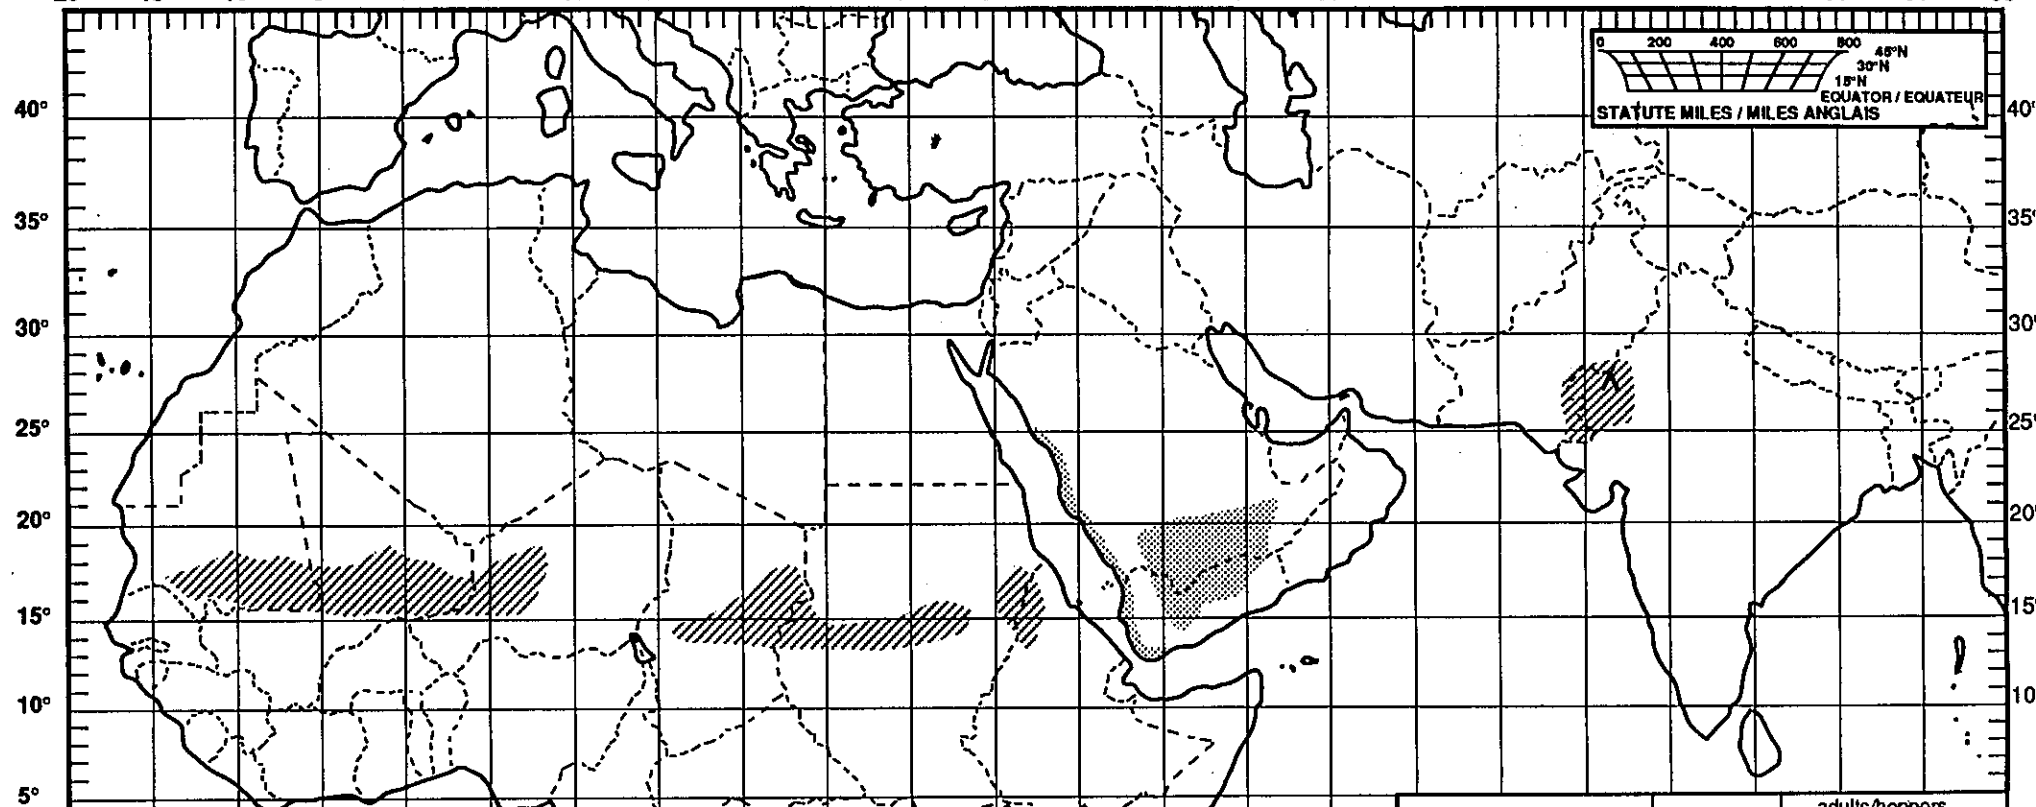 0 200 400 600 800
45°N
30°N
15°N
EQUATOR / EQUATEUR
STATUTE MILES / MILES ANGLAIS
40° 40°
35° 35°
30° 30°
25° 25°
20° 20°
15° 15°
10° 10°
5°
adults/hoppers